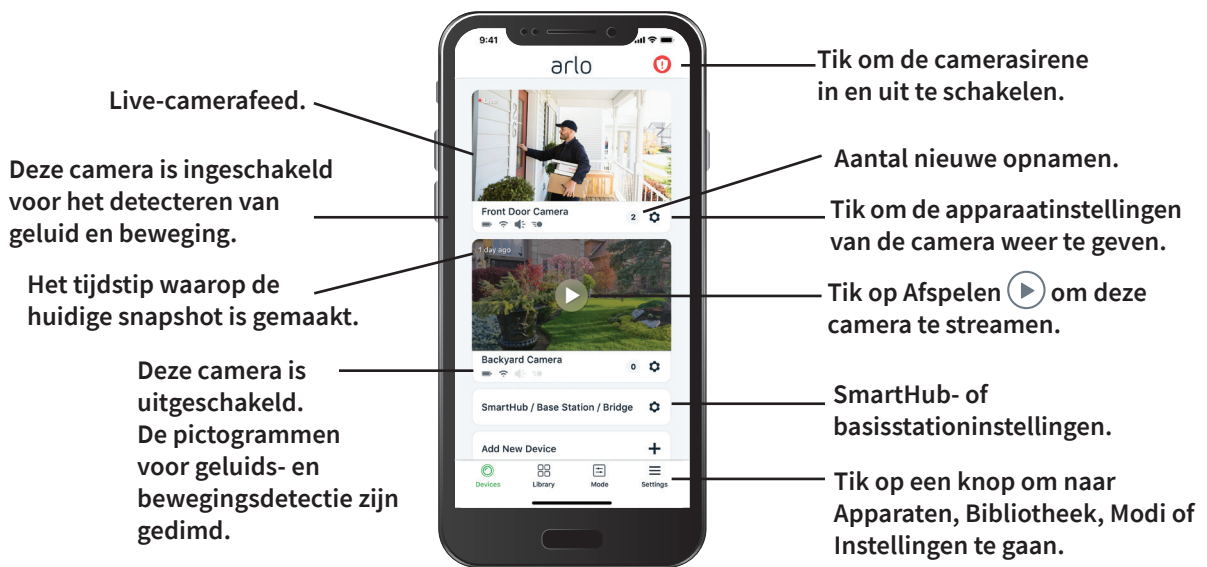 Live-camerafeed.
Deze camera is ingeschakeld
voor het detecteren van
geluid en beweging.
Het tijdstip waarop de
huidige snapshot is gemaakt.
Deze camera is
uitgeschakeld.
De pictogrammen
voor geluids- en
bewegingsdetectie zijn
gedimd.
9:41
arlo
Front Door Camera
2
1 day ago
Backyard Camera
0
SmartHub / Base Station / Bridge
Add New Device
Devices
Library
Mode
Settings
Tik om de camerasirene
in en uit te schakelen.
Aantal nieuwe opnamen.
Tik om de apparaatinstellingen
van de camera weer te geven.
Tik op Afspelen om deze
camera te streamen.
SmartHub- of
basisstationinstellingen.
Tik op een knop om naar
Apparaten, Bibliotheek, Modi of
Instellingen te gaan.